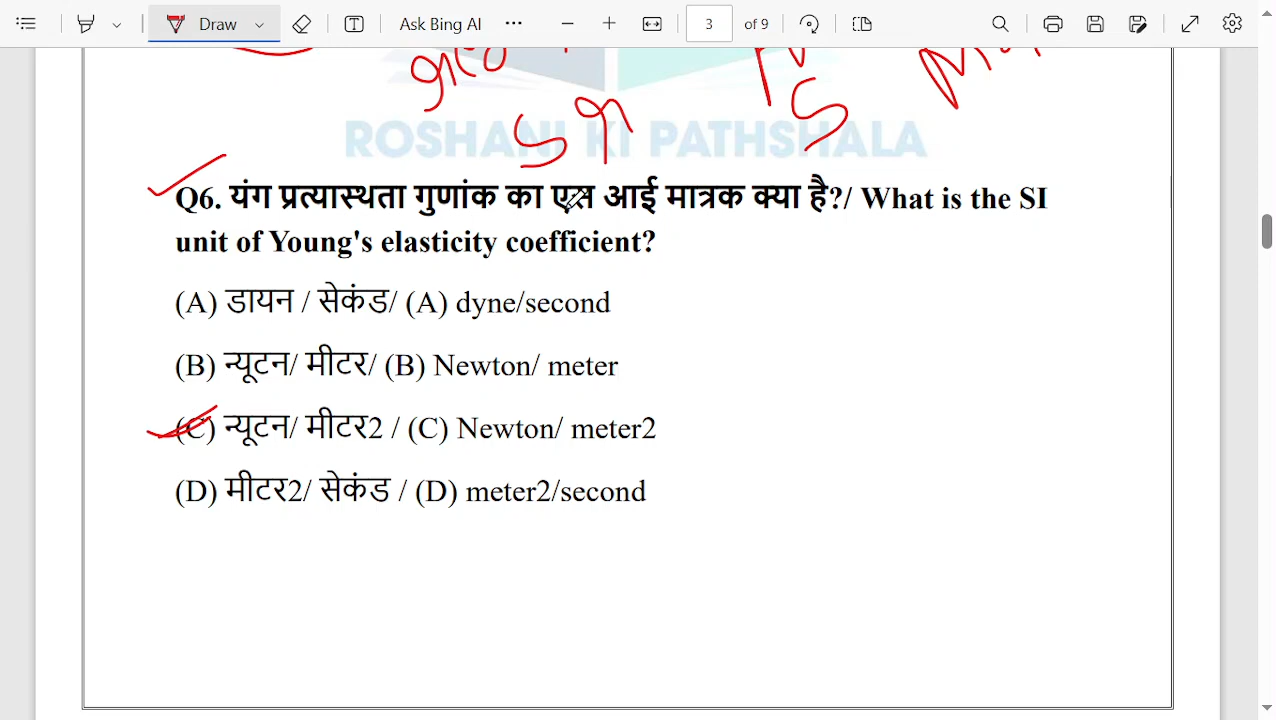 Draw
Ask Bing AI
3 of 9
ROSHANI KI PATHSHALA
Q6. यंग प्रत्यास्थता गुणांक का एस आई मात्रक क्या है?/ What is the SI
unit of Young's elasticity coefficient?
(A) डायन / सेकंड/ (A) dyne/second
(B) न्यूटन/ मीटर/ (B) Newton/ meter
(C) न्यूटन/ मीटर2 / (C) Newton/ meter2
(D) मीटर2/ सेकंड / (D) meter2/second